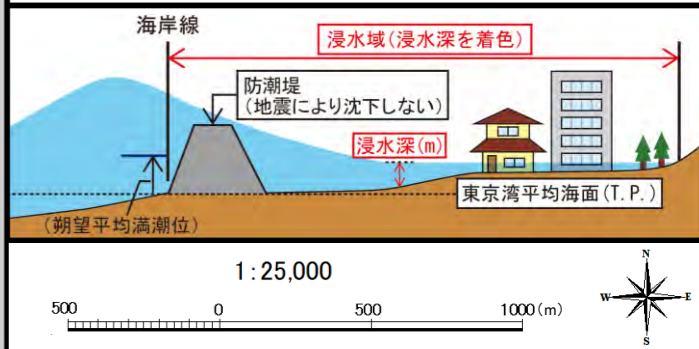 海岸線
浸水域(浸水深を着色)
防潮堤
(地震により沈下しない)
浸水深(m)
東京湾平均海面(T.P.)
(朔望平均満潮位)
1:25,000
500 0 500 1000(m)
N
W E
S